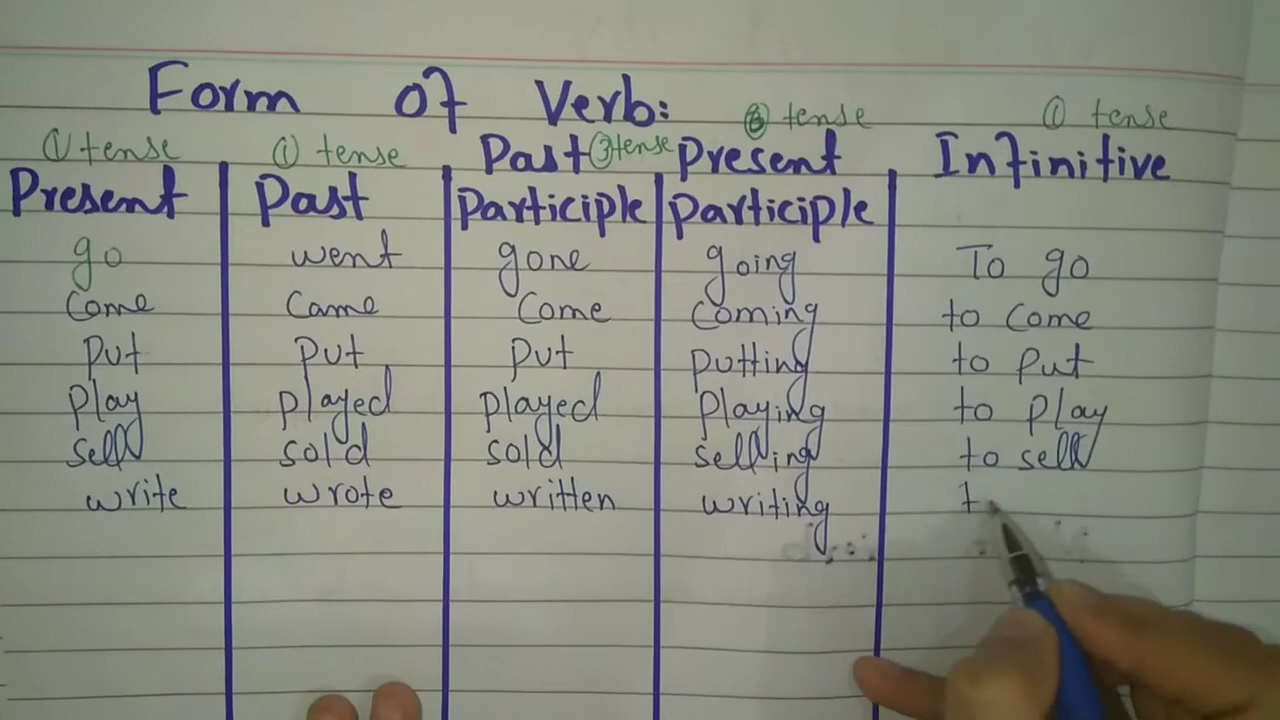 Form of Verb:
① tense ① tense Past ③ tense Present ⑥ tense Infinitive ① tense
Present Past Participle Participle
go went gone going To go
Come Came Come Coming to Come
put put put putting to put
play played played playing to play
sell sold sold selling to sell
write wrote written writing t